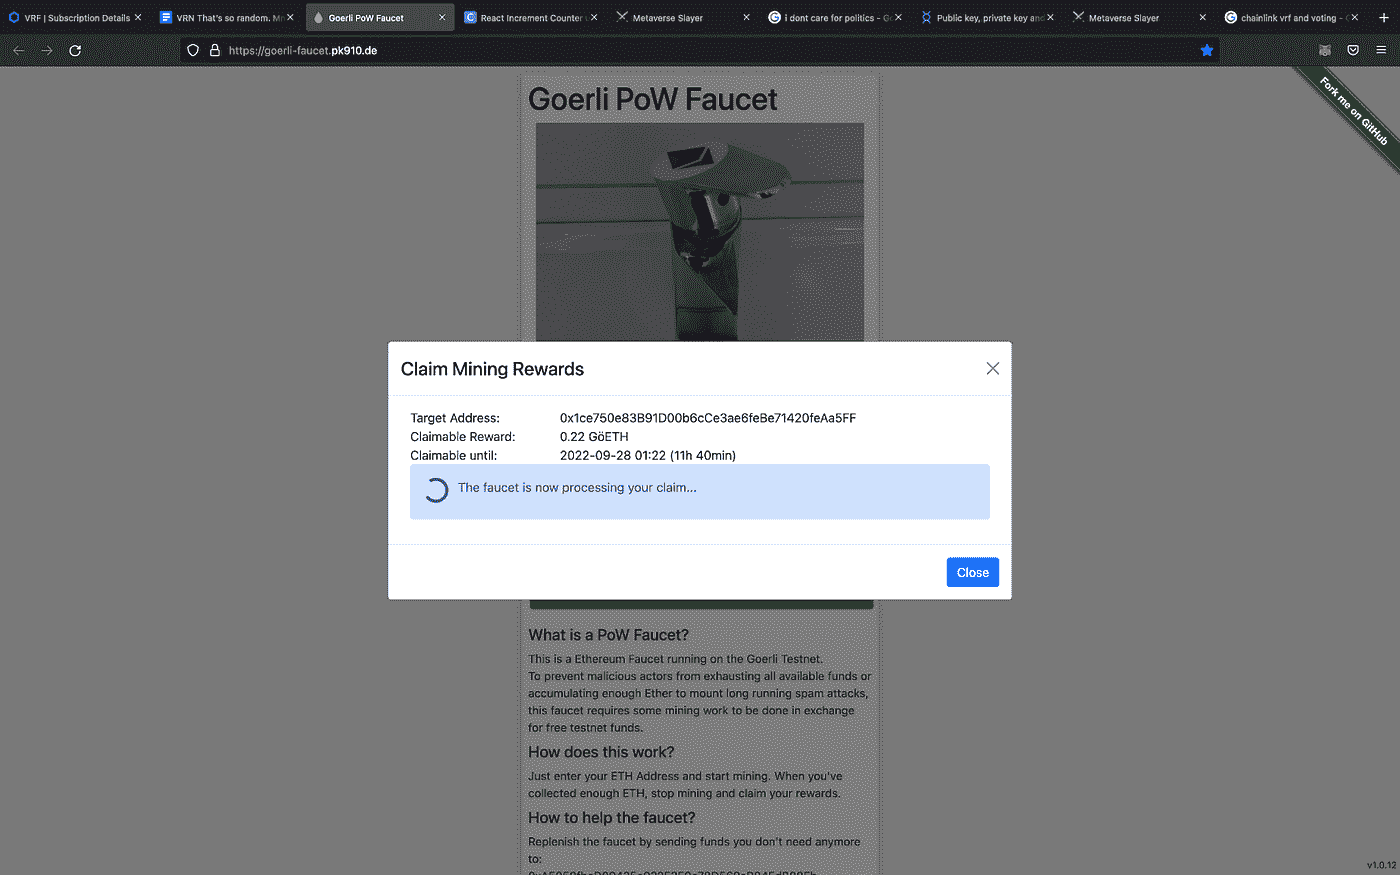 VRF | Subscription Details
VRN That's so random. M
Goerli PoW Faucet
React Increment Counter
Metaverse Slayer
i dont care for politics - Go
Public key, private key and
Metaverse Slayer
chainlink vrf and voting -
https://goerli-faucet.pk910.de
Fork me on GitHub
Goerli PoW Faucet
Claim Mining Rewards
Target Address: 0x1ce750e83B91D00b6cCe3ae6feBe71420feAa5FF
Claimable Reward: 0.22 GöETH
Claimable until: 2022-09-28 01:22 (11h 40min)
The faucet is now processing your claim...
Close
What is a PoW Faucet?
This is a Ethereum Faucet running on the Goerli Testnet.
To prevent malicious actors from exhausting all available funds or
accumulating enough Ether to mount long running spam attacks,
this faucet requires some mining work to be done in exchange
for free testnet funds.
How does this work?
Just enter your ETH Address and start mining. When you've
collected enough ETH, stop mining and claim your rewards.
How to help the faucet?
Replenish the faucet by sending funds you don't need anymore
to:
v1.0.12